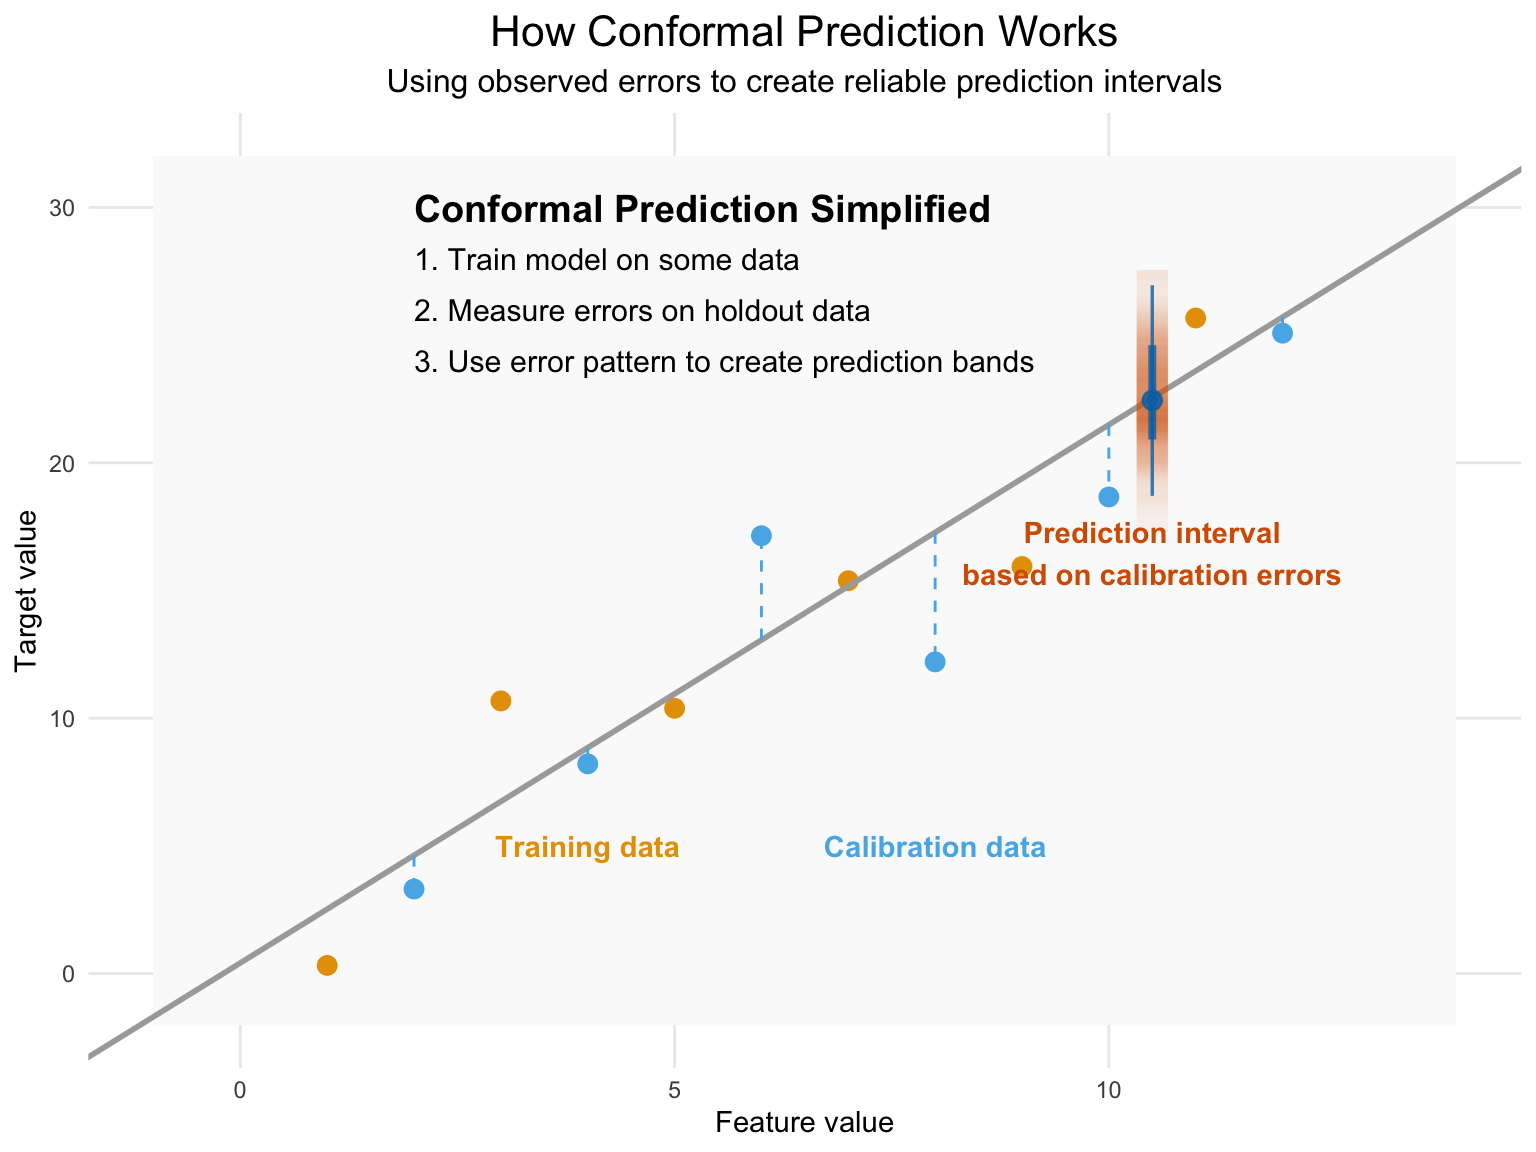 How Conformal Prediction Works
Using observed errors to create reliable prediction intervals
Conformal Prediction Simplified
1. Train model on some data
2. Measure errors on holdout data
3. Use error pattern to create prediction bands
Prediction interval
based on calibration errors
Training data
Calibration data
Target value
30
20
10
0
0
5
10
Feature value